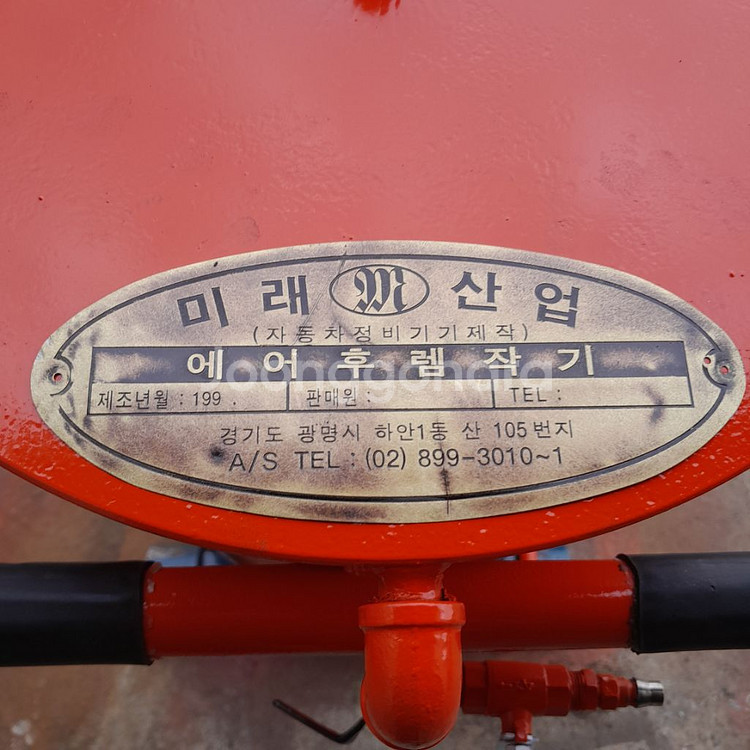 미래 M 산업
(자동차정비기기제작)
에어후렘작기
제조년월 : 199 . 판매원 : TEL :
경기도 광명시 하안1동 산 105번지
A/S TEL : (02) 899-3010~1
Joonggonara